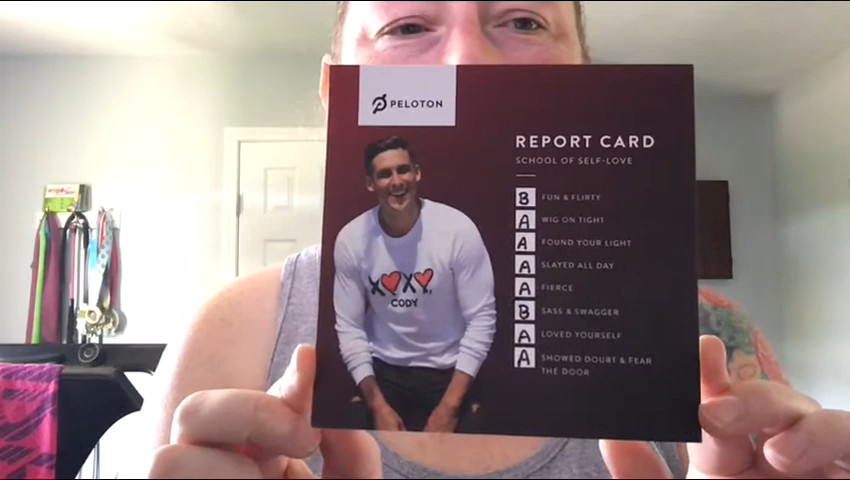 PELOTON
REPORT CARD
SCHOOL OF SELF-LOVE
B FUN & FLIRTY
A WIG ON TIGHT
A FOUND YOUR LIGHT
A SLAYED ALL DAY
A FIERCE
B SASS & SWAGGER
A LOVED YOURSELF
A SHOWED DOUBT & FEAR
THE DOOR
XOXO,
CODY